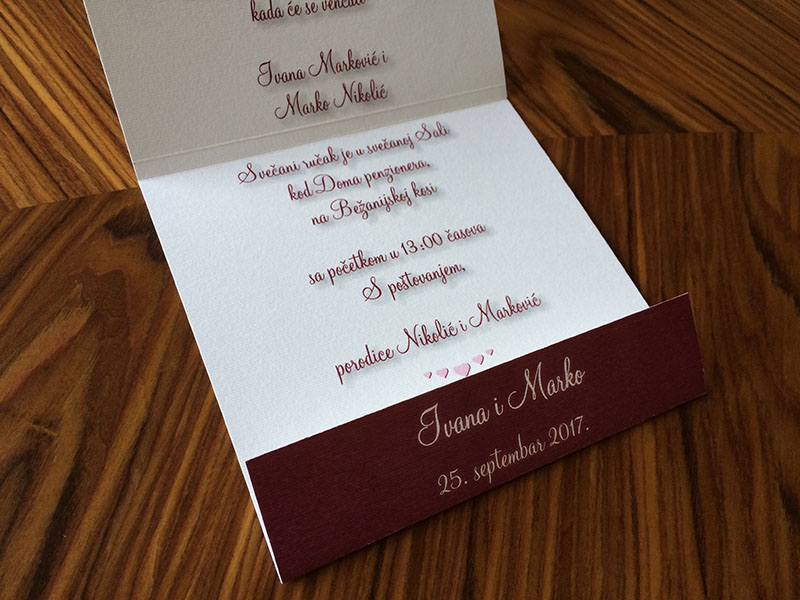 kada će se venčati
Ivana Marković i
Marko Nikolić
Svečani ručak je u svečanoj Sali
kod Doma penzionera,
na Bežanijskoj kosi
sa početkom u 13:00 časova
S poštovanjem,
porodice Nikolić i Marković
Ivana i Marko
25. septembar 2017.